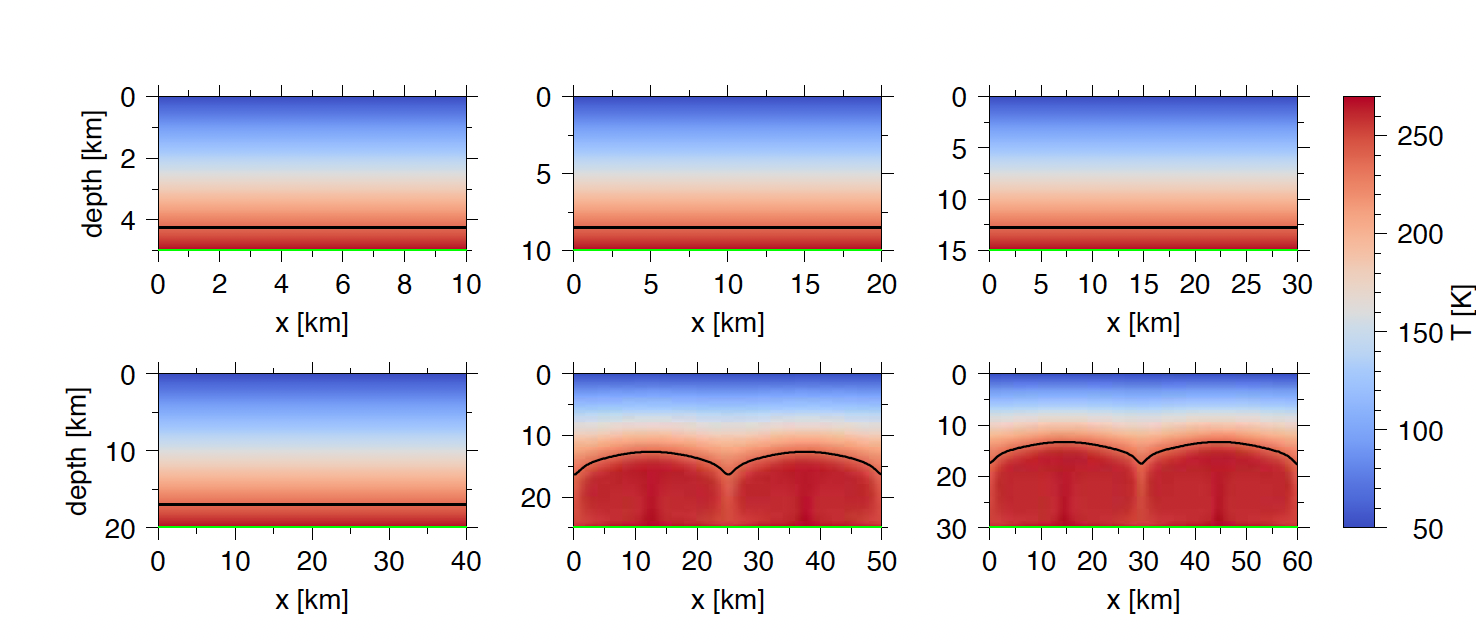 0 0 0
2 5 5
4 10 10
15
depth [km]
0 2 4 6 8 10
0 5 10 15 20
0 5 10 15 20 25 30
x [km] x [km] x [km]
0 0 0
10 10 10
20 20 20
30
depth [km]
0 10 20 30 40
0 10 20 30 40 50
0 10 20 30 40 50 60
x [km] x [km] x [km]
250
200
150
100
50
T [K]